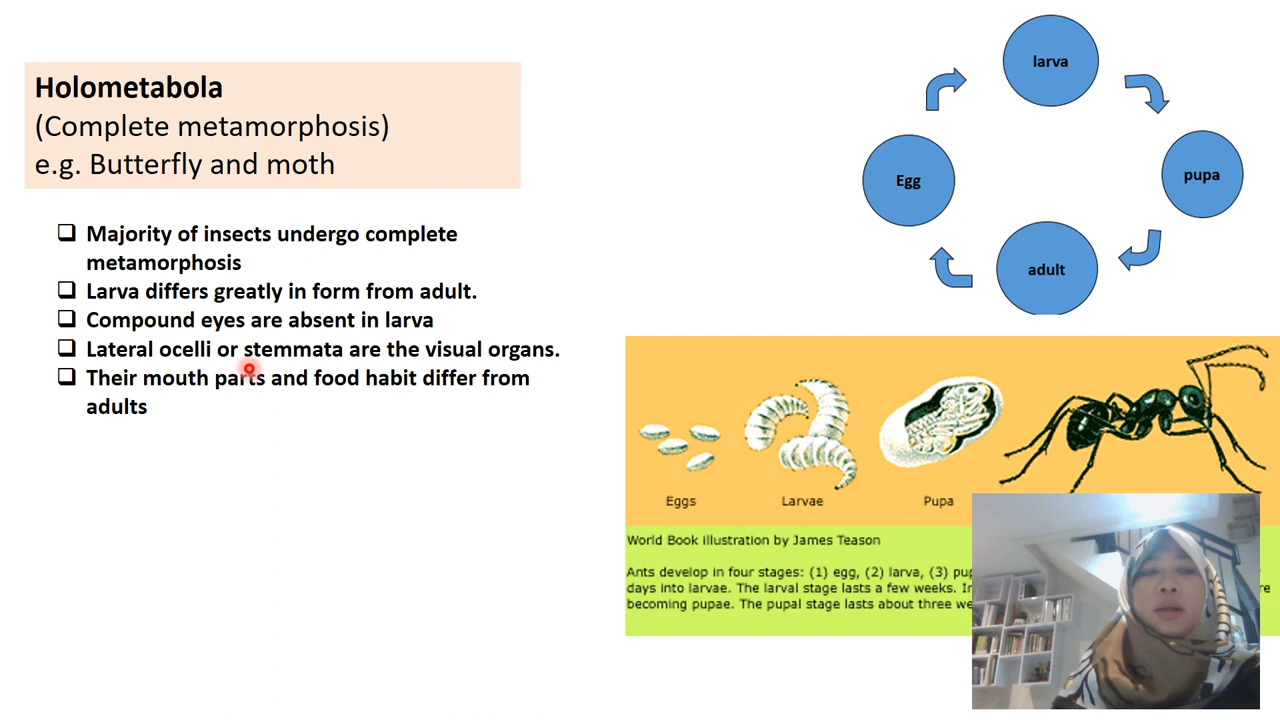 Holometabola
(Complete metamorphosis)
e.g. Butterfly and moth
Majority of insects undergo complete
metamorphosis
Larva differs greatly in form from adult.
Compound eyes are absent in larva
Lateral ocelli or stemmata are the visual organs.
Their mouth parts and food habit differ from
adults
larva
Egg
pupa
adult
Eggs
Larvae
Pupa
World Book illustration by James Teason
Ants develop in four stages: (1) egg, (2) larva, (3)
days into larvae. The larval stage lasts a few weeks.
becoming pupae. The pupal stage lasts about three